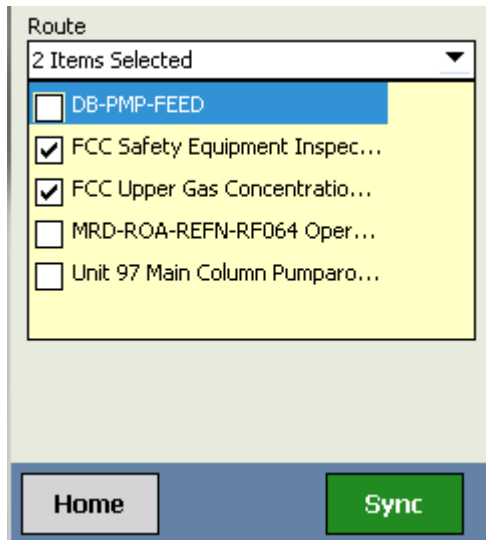 Route
2 Items Selected
DB-PMP-FEED
FCC Safety Equipment Inspec...
FCC Upper Gas Concentratio...
MRD-ROA-REFN-RF064 Oper...
Unit 97 Main Column Pumparo...
Home
Sync